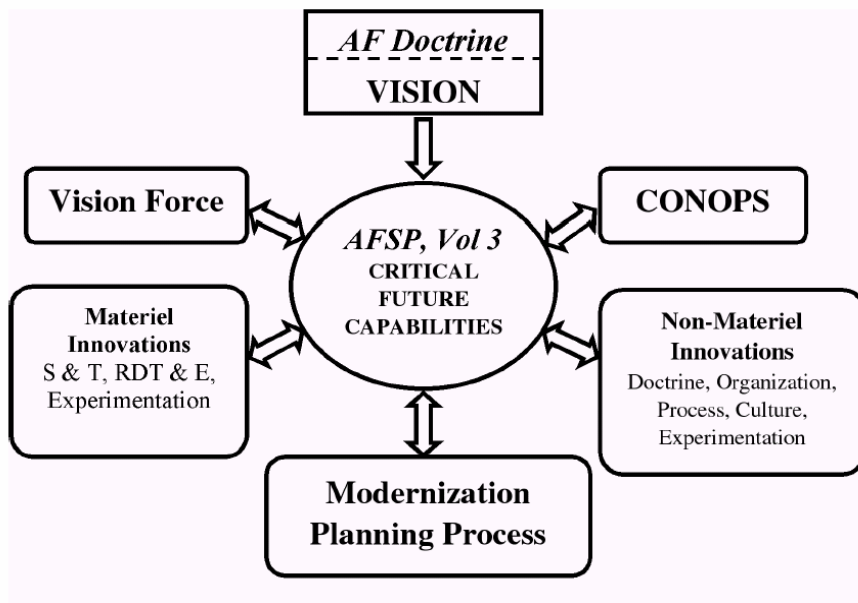 AF Doctrine
VISION
Vision Force
CONOPS
AFSP, Vol 3
CRITICAL
FUTURE
CAPABILITIES
Materiel
Innovations
S & T, RDT & E,
Experimentation
Non-Materiel
Innovations
Doctrine, Organization,
Process, Culture,
Experimentation
Modernization
Planning Process